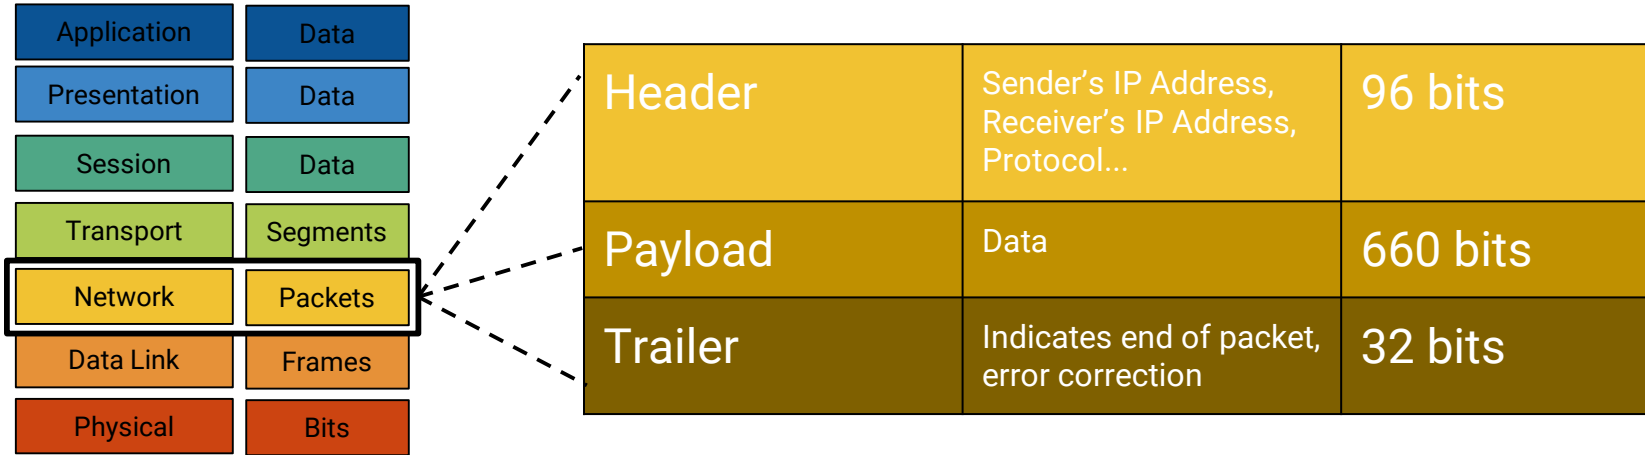 Application Data
Presentation Data
Session Data
Transport Segments
Network Packets
Data Link Frames
Physical Bits
Header
Sender’s IP Address,
Receiver’s IP Address,
Protocol...
96 bits
Payload
Data
660 bits
Trailer
Indicates end of packet,
error correction
32 bits